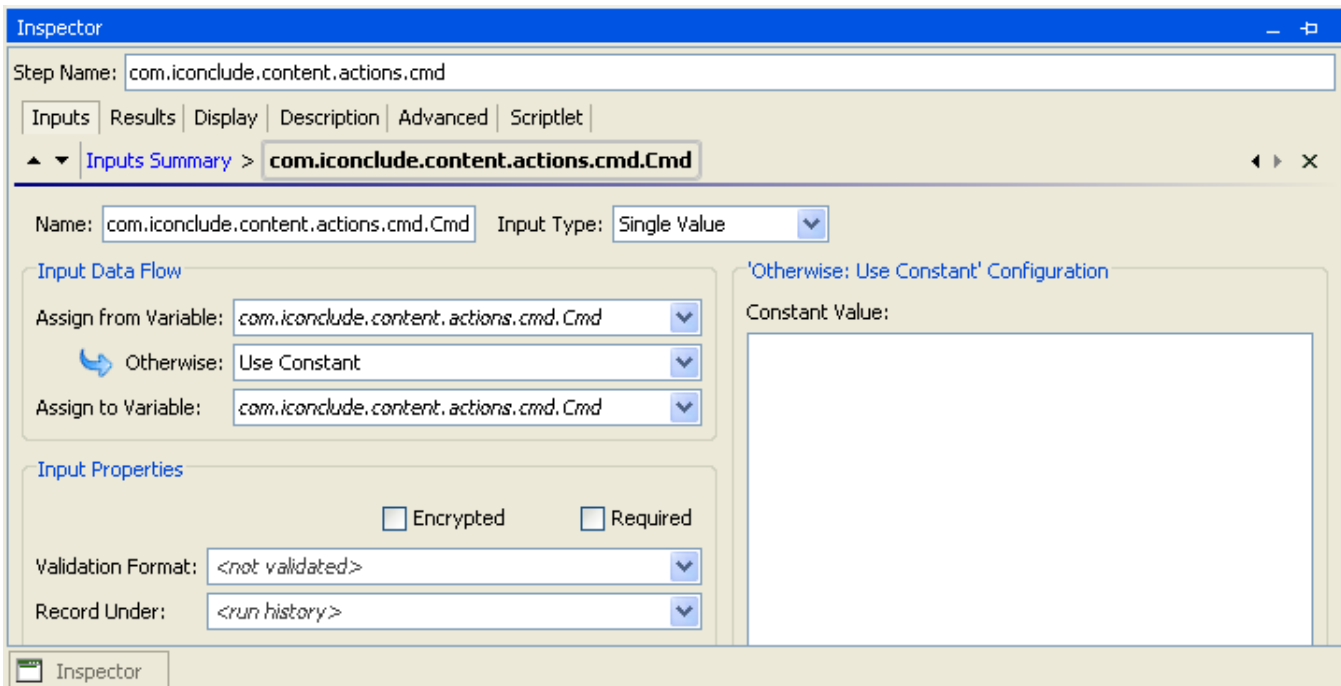 Inspector
Step Name: com.iconclude.content.actions.cmd
Inputs Results Display Description Advanced Scriptlet
Inputs Summary > com.iconclude.content.actions.cmd.Cmd
Name: com.iconclude.content.actions.cmd.Cmd Input Type: Single Value
Input Data Flow
Assign from Variable: com.iconclude.content.actions.cmd.Cmd
Otherwise: Use Constant
Assign to Variable: com.iconclude.content.actions.cmd.Cmd
'Otherwise: Use Constant' Configuration
Constant Value:
Input Properties
Encrypted Required
Validation Format: <not validated>
Record Under: <run history>
Inspector